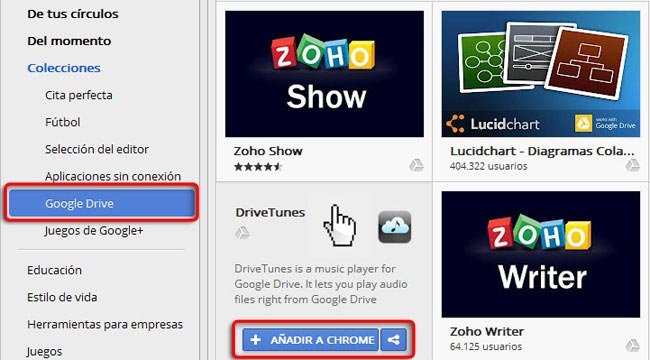 De tus círculos
Del momento
Colecciones
Cita perfecta
Fútbol
Selección del editor
Aplicaciones sin conexión
Google Drive
Juegos de Google+
Educación
Estilo de vida
Herramientas para empresas
Juegos
ZOHO
Show
Zoho Show
Lucidchart
works with
Google Drive
Lucidchart - Diagramas Cola...
404.322 usuarios
DriveTunes
DriveTunes is a music player for
Google Drive. It lets you play audio
files right from Google Drive
+ AÑADIR A CHROME
ZOHO
Writer
Zoho Writer
64.125 usuarios